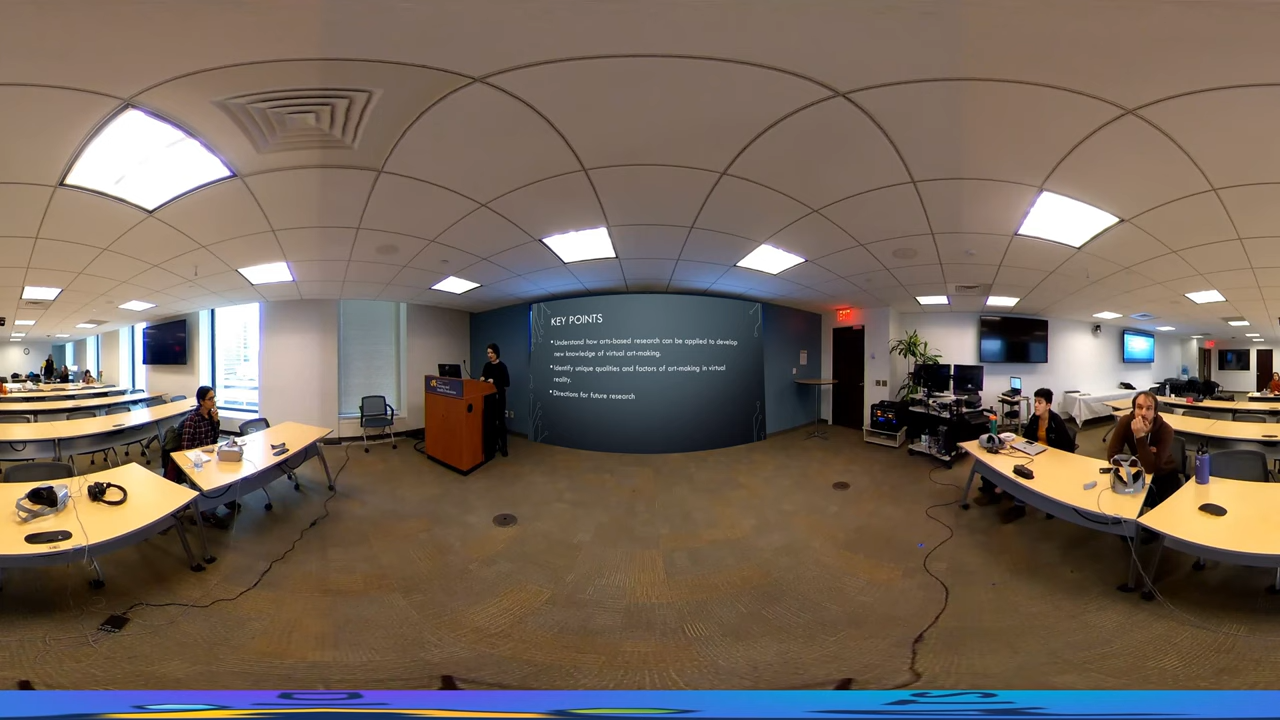 KEY POINTS
•Understand how arts-based research can be applied to develop
new knowledge of virtual art-making.
•Identify unique qualities and factors of art-making in virtual
reality.
•Directions for future research
EXIT